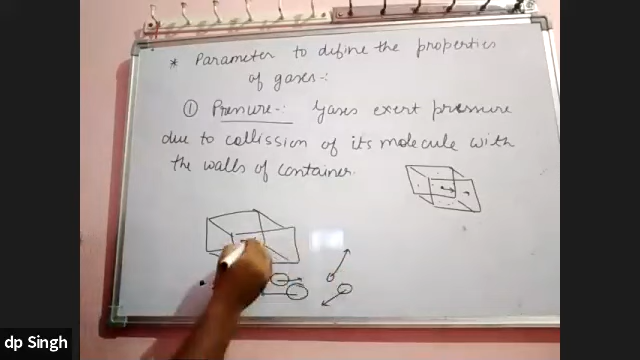 * Parameter to define the properties
of gases -:
① Pressure -: Gases exert pressure
due to collission of its molecule with
the walls of container.
dp Singh